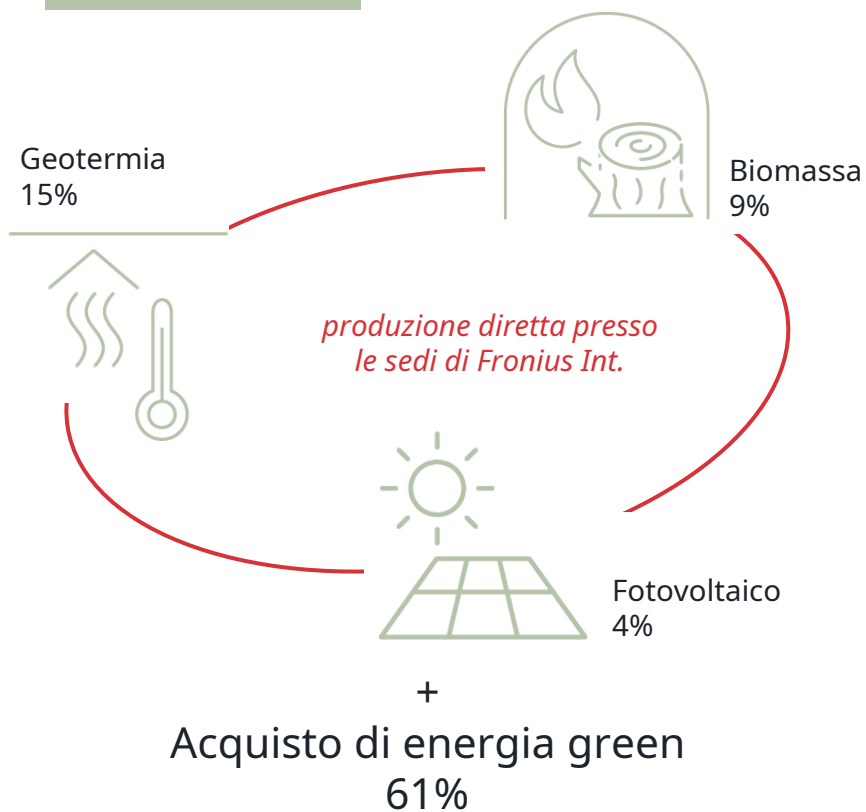 Geotermia
15%
Biomassa
9%
produzione diretta presso
le sedi di Fronius Int.
Fotovoltaico
4%
+
Acquisto di energia green
61%